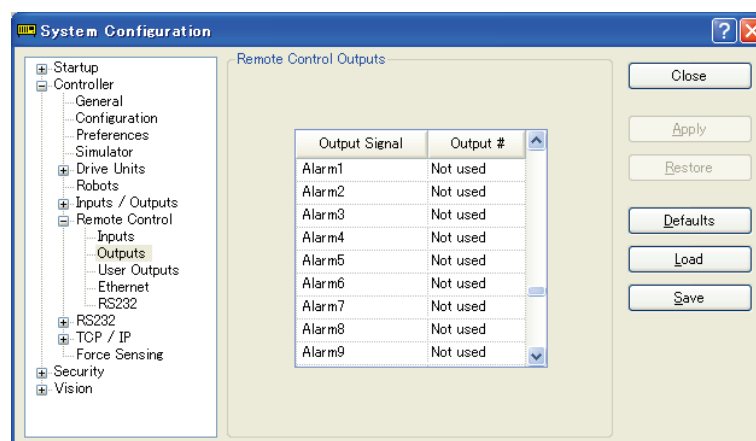 System Configuration
Startup
Controller
General
Configuration
Preferences
Simulator
Drive Units
Robots
Inputs / Outputs
Remote Control
Inputs
Outputs
User Outputs
Ethernet
RS232
RS232
TCP / IP
Force Sensing
Security
Vision
Remote Control Outputs
Output Signal Output #
Alarm1 Not used
Alarm2 Not used
Alarm3 Not used
Alarm4 Not used
Alarm5 Not used
Alarm6 Not used
Alarm7 Not used
Alarm8 Not used
Alarm9 Not used
Close
Apply
Restore
Defaults
Load
Save